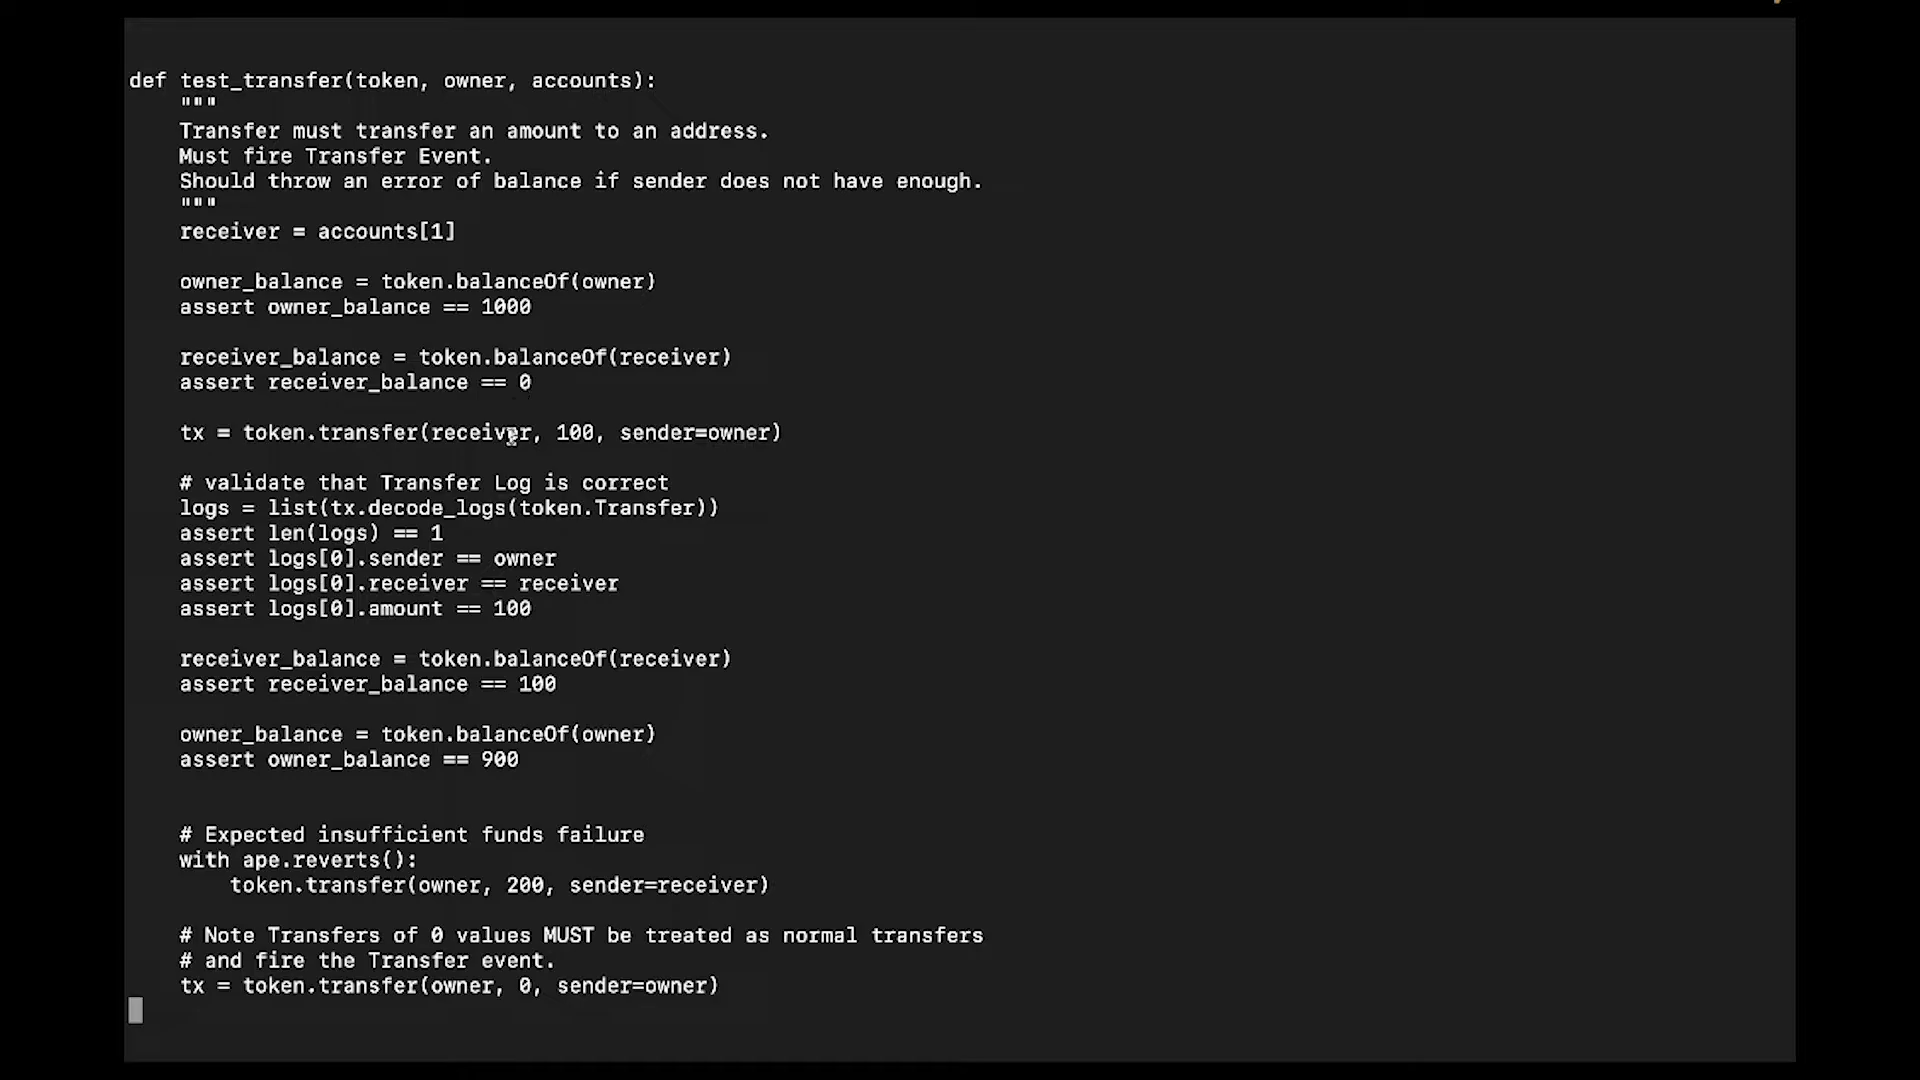 def test_transfer(token, owner, accounts):
    """
    Transfer must transfer an amount to an address.
    Must fire Transfer Event.
    Should throw an error of balance if sender does not have enough.
    """
    receiver = accounts[1]

    owner_balance = token.balanceOf(owner)
    assert owner_balance == 1000

    receiver_balance = token.balanceOf(receiver)
    assert receiver_balance == 0

    tx = token.transfer(receiver, 100, sender=owner)

    # validate that Transfer Log is correct
    logs = list(tx.decode_logs(token.Transfer))
    assert len(logs) == 1
    assert logs[0].sender == owner
    assert logs[0].receiver == receiver
    assert logs[0].amount == 100

    receiver_balance = token.balanceOf(receiver)
    assert receiver_balance == 100

    owner_balance = token.balanceOf(owner)
    assert owner_balance == 900


    # Expected insufficient funds failure
    with ape.reverts():
        token.transfer(owner, 200, sender=receiver)

    # Note Transfers of 0 values MUST be treated as normal transfers
    # and fire the Transfer event.
    tx = token.transfer(owner, 0, sender=owner)